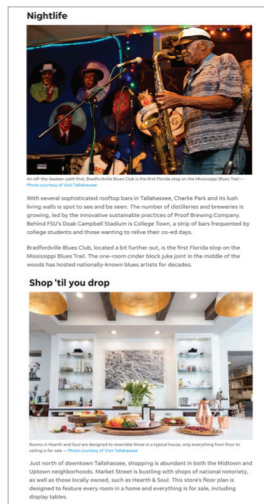 Nightlife
An off-the-beaten-path find, Bradfordville Blues Club is the first Florida stop on the Mississippi Blues Trail —
Photo courtesy of Visit Tallahassee
With several sophisticated rooftop bars in Tallahassee, Charlie Park and its lush
living walls is spot to see and be seen. The number of distilleries and breweries is
growing, led by the innovative sustainable practices of Proof Brewing Company.
Behind FSU's Doak Campbell Stadium is College Town, a strip of bars frequented by
college students and those wanting to relive their co-ed days.
Bradfordville Blues Club, located a bit further out, is the first Florida stop on the
Mississippi Blues Trail. The one-room cinder block juke joint in the middle of the
woods has hosted nationally-known blues artists for decades.
Shop 'til you drop
Rooms in Hearth and Soul are designed to resemble those in a typical house, only everything from floor to
ceiling is for sale — Photo courtesy of Visit Tallahassee
Just north of downtown Tallahassee, shopping is abundant in both the Midtown and
Uptown neighborhoods. Market Street is bustling with shops of national notoriety,
as well as those locally owned, such as Hearth & Soul. This store's floor plan is
designed to feature every room in a home and everything is for sale, including
display tables.